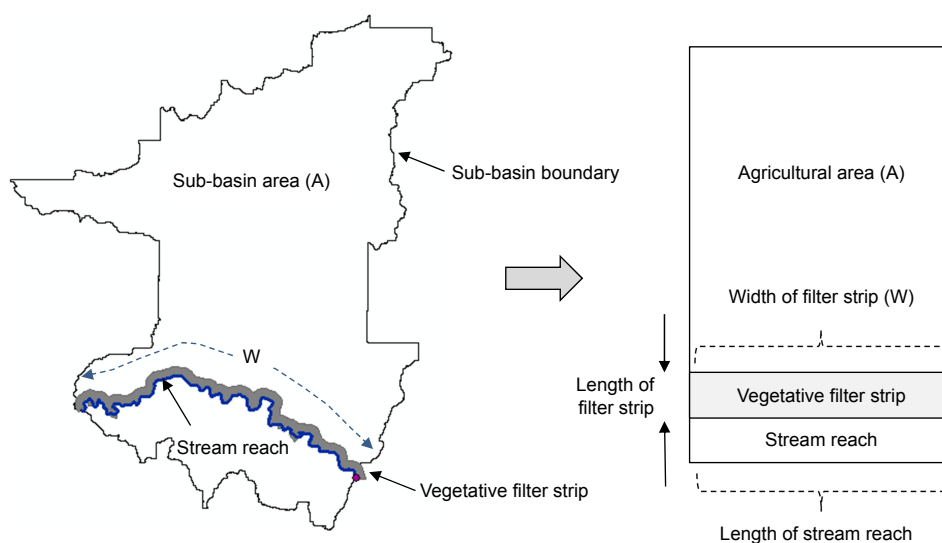 Sub-basin area (A)
Sub-basin boundary
W
Stream reach
Vegetative filter strip
Agricultural area (A)
Width of filter strip (W)
Length of
filter strip
Vegetative filter strip
Stream reach
Length of stream reach